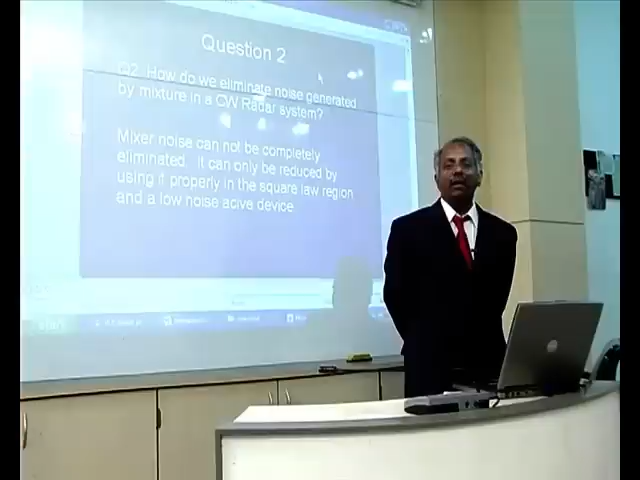 Question 2
Q2. How do we eliminate noise generated
by mixture in a CW Radar system?
Mixer noise can not be completely
eliminated. It can only be reduced by
using it properly in the square law region
and a low noise acive device